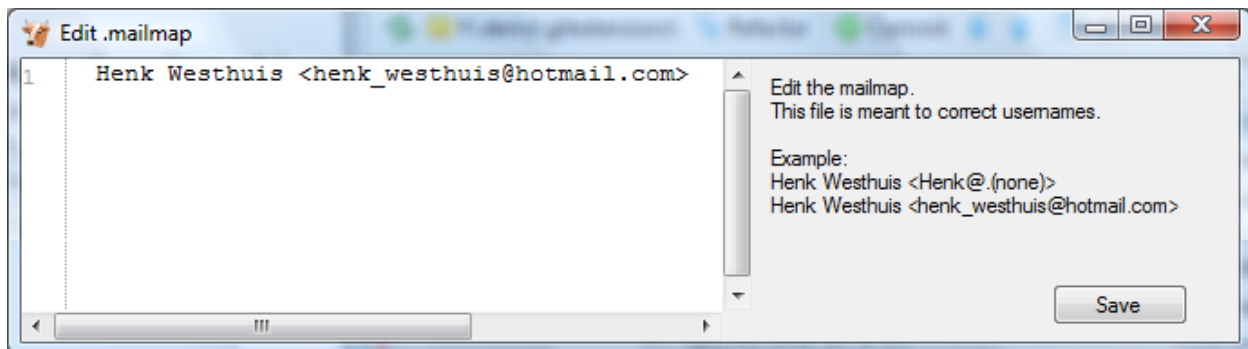 Edit .mailmap
1 Henk Westhuis <henk_westhuis@hotmail.com>
Edit the mailmap.
This file is meant to correct usernames.
Example:
Henk Westhuis <Henk@.(none)>
Henk Westhuis <henk_westhuis@hotmail.com>
Save